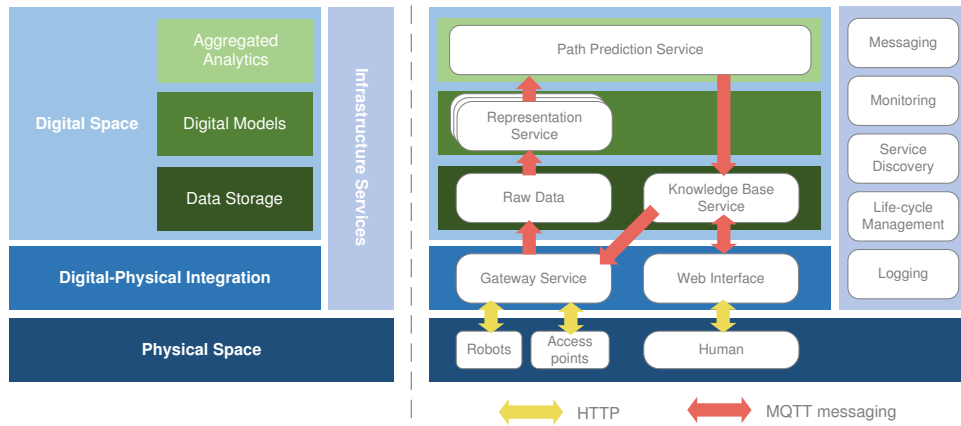 Aggregated
Analytics
Digital Space
Digital Models
Data Storage
Infrastructure Services
Digital-Physical Integration
Physical Space
Path Prediction Service
Representation
Service
Raw Data
Knowledge Base
Service
Gateway Service
Web Interface
Robots
Access
points
Human
Messaging
Monitoring
Service
Discovery
Life-cycle
Management
Logging
HTTP
MQTT messaging